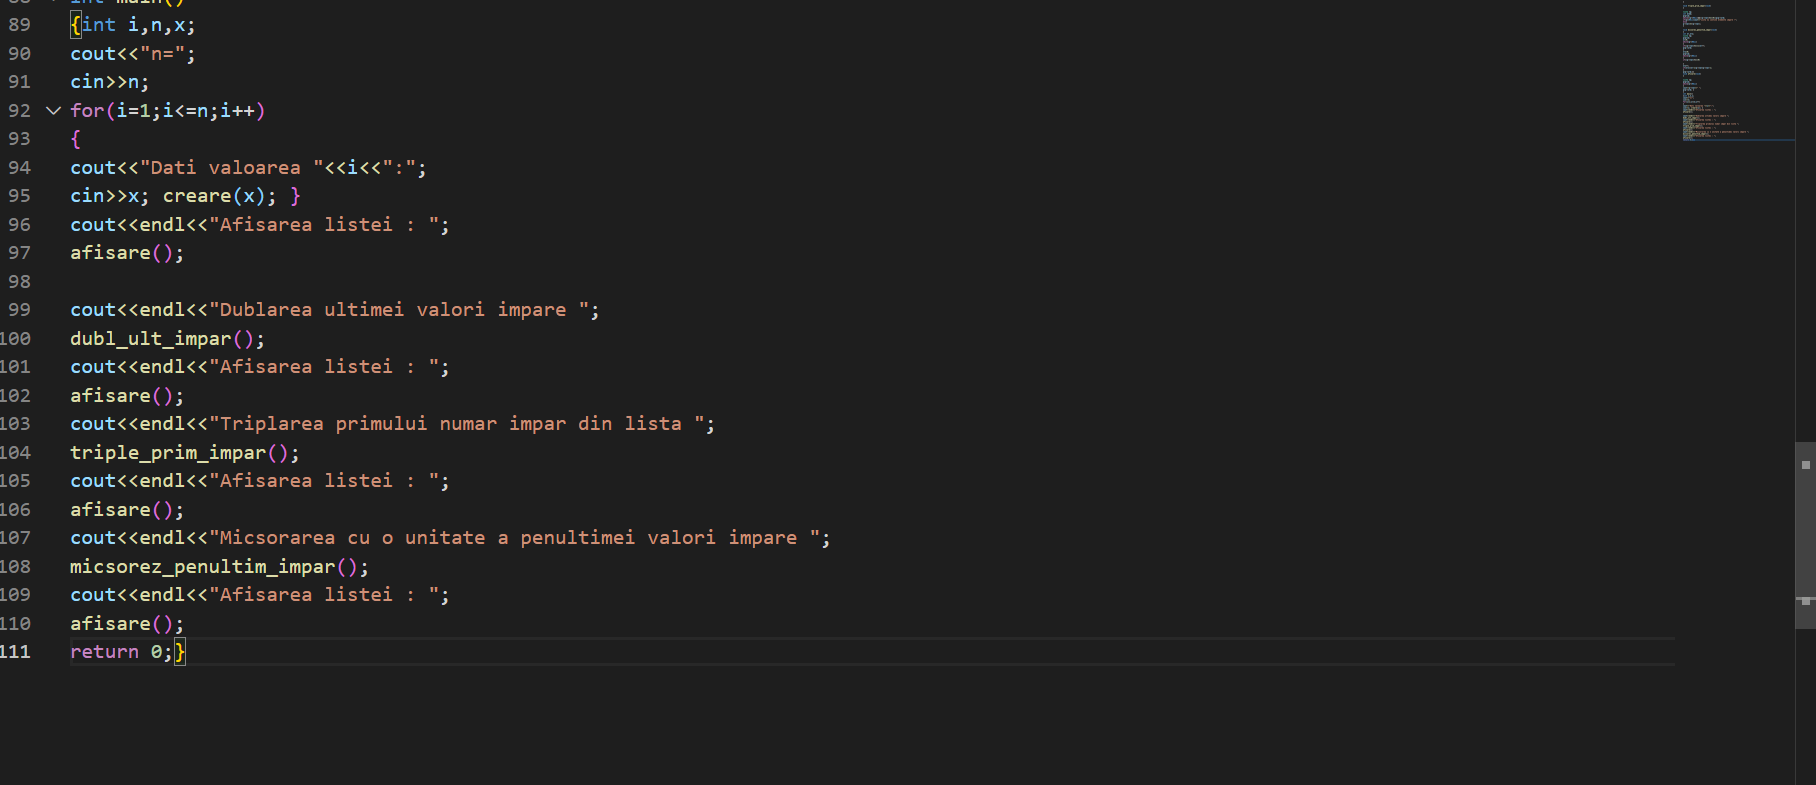 88 int main()
89 {int i,n,x;
90 cout<<"n=";
91 cin>>n;
92 for(i=1;i<=n;i++)
93 {
94 cout<<"Dati valoarea "<<i<<":";
95 cin>>x; creare(x); }
96 cout<<endl<<"Afisarea listei : ";
97 afisare();
98
99 cout<<endl<<"Dublarea ultimei valori impare ";
100 dubl_ult_impar();
101 cout<<endl<<"Afisarea listei : ";
102 afisare();
103 cout<<endl<<"Triplarea primului numar impar din lista ";
104 triple_prim_impar();
105 cout<<endl<<"Afisarea listei : ";
106 afisare();
107 cout<<endl<<"Micsorarea cu o unitate a penultimei valori impare ";
108 micsorez_penultim_impar();
109 cout<<endl<<"Afisarea listei : ";
110 afisare();
111 return 0;}